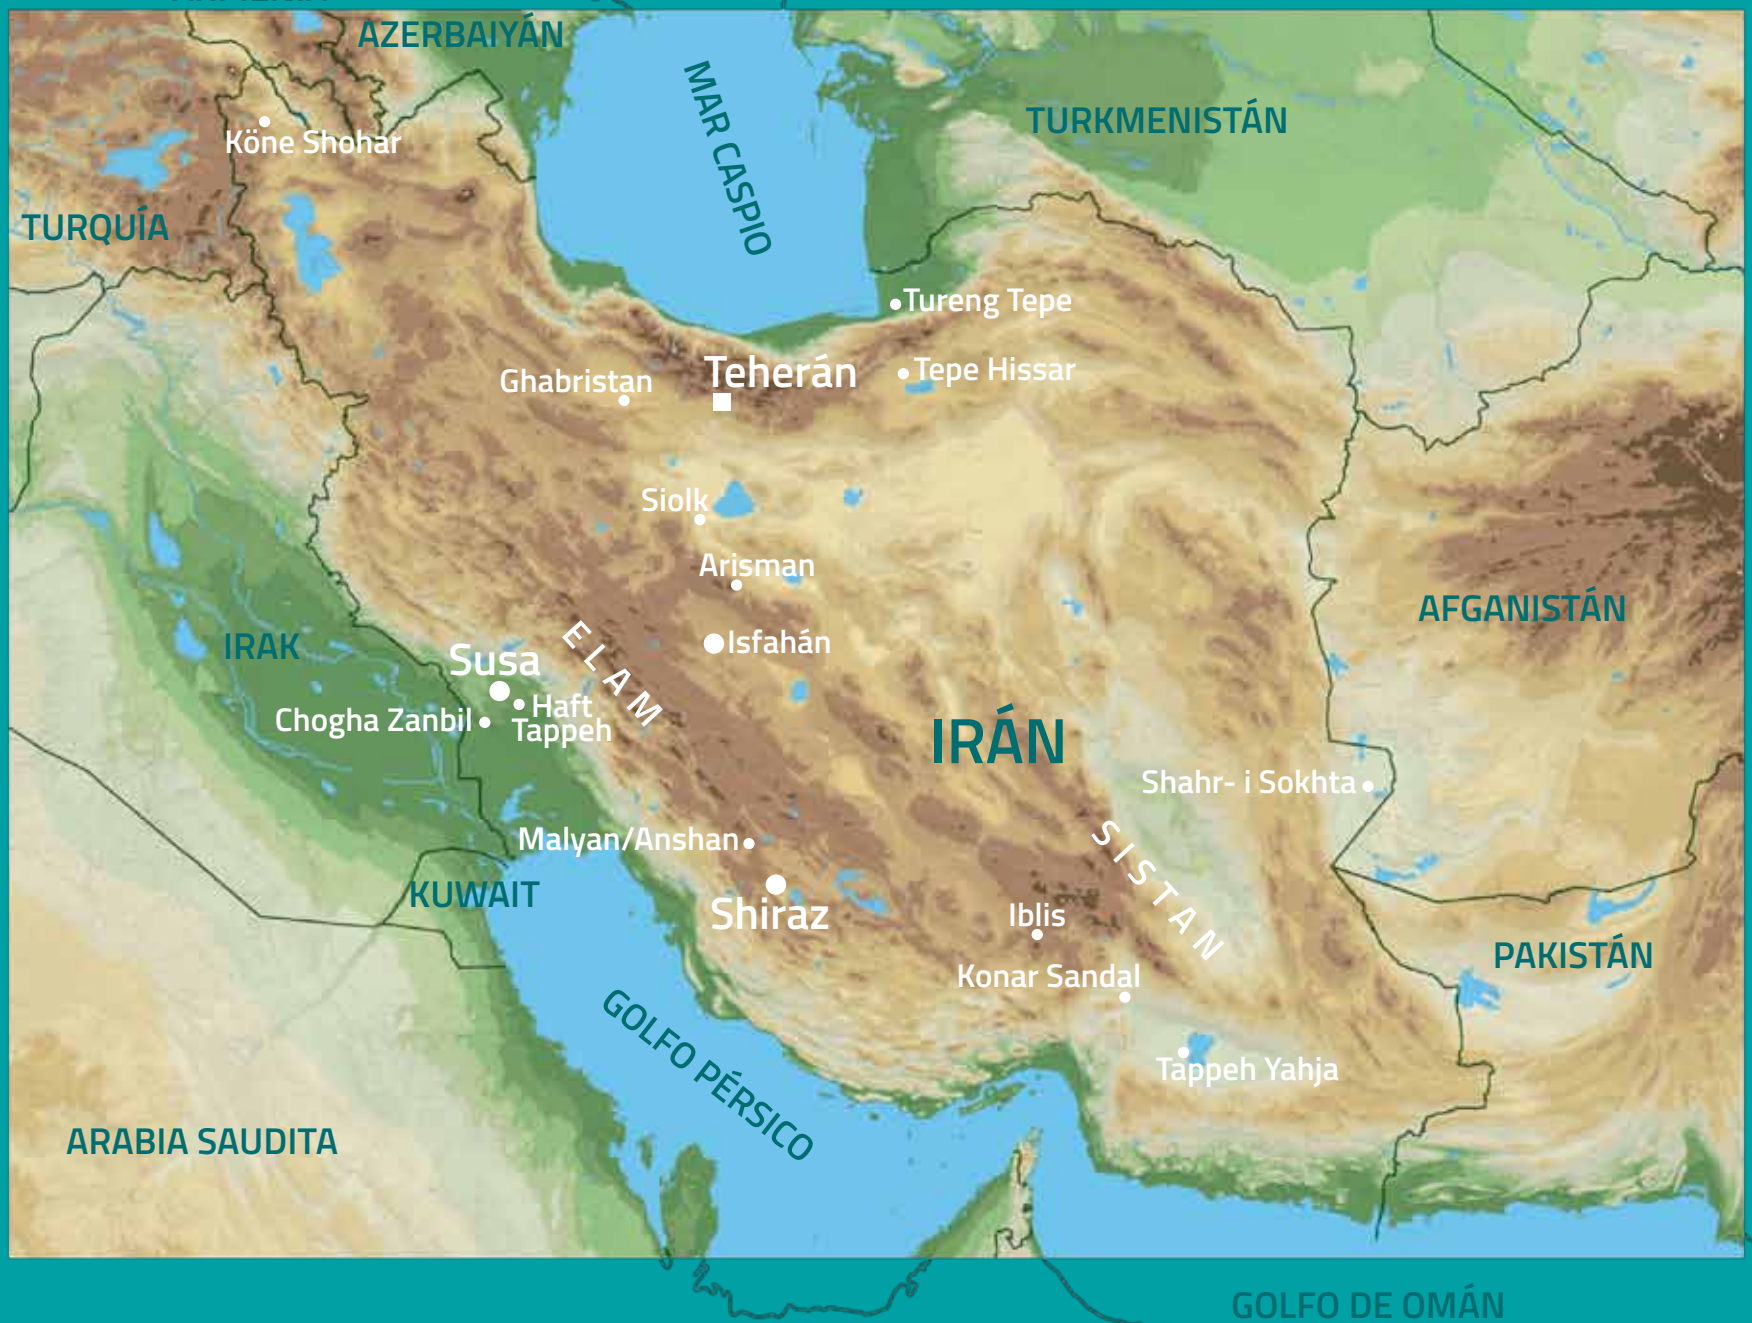 AZERBAIYÁN
MAR CASPIO
TURKMENISTÁN
Köne Shohar
TURQUÍA
Tureng Tepe
Teherán
Tepe Hissar
Ghabristan
Siolk
Arisman
AFGANISTÁN
IRAK
ELAM
Isfahán
Susa
Haft
Tappeh
Chogha Zanbil
IRÁN
Shahr- i Sokhta
Malyan/Anshan
SISTAN
KUWAIT
Shiraz
Iblis
PAKISTÁN
Konar Sandal
GOLFO PÉRSICO
Tappeh Yahja
ARABIA SAUDITA
GOLFO DE OMÁN